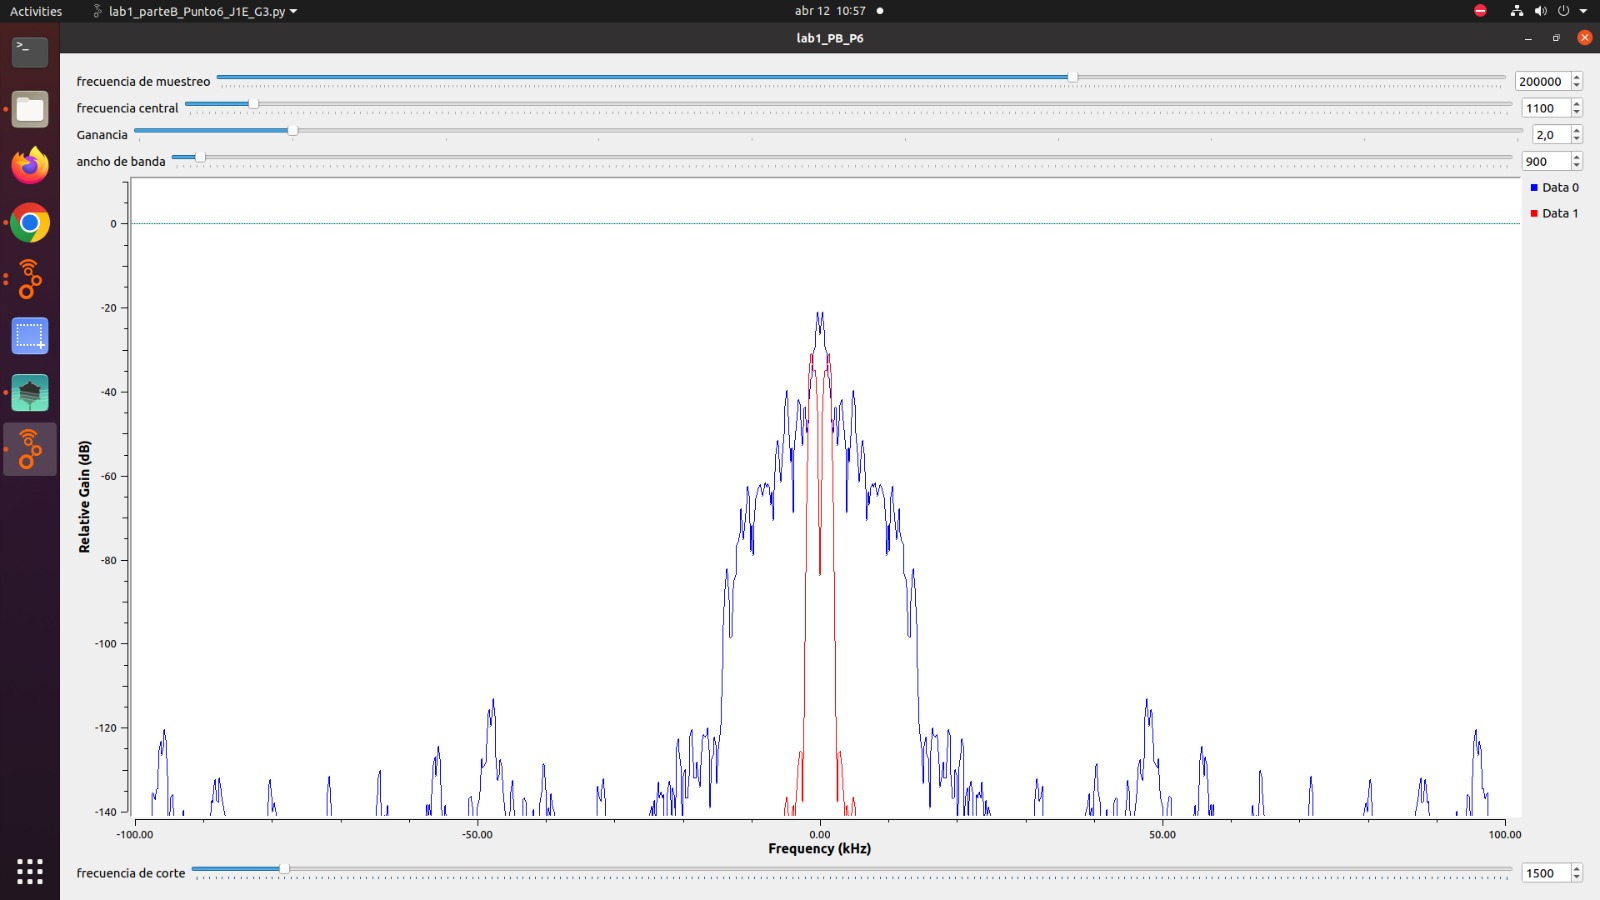 Activities lab1_parteB_Punto6_J1E_G3.py abr 12 10:57
lab1_PB_P6
frecuencia de muestreo 200000
frecuencia central 1100
Ganancia 2,0
ancho de banda 900
Data 0
Data 1
0
-20
-40
-60
-80
-100
-120
-140
Relative Gain (dB)
-100.00 -50.00 0.00 50.00 100.00
Frequency (kHz)
frecuencia de corte 1500